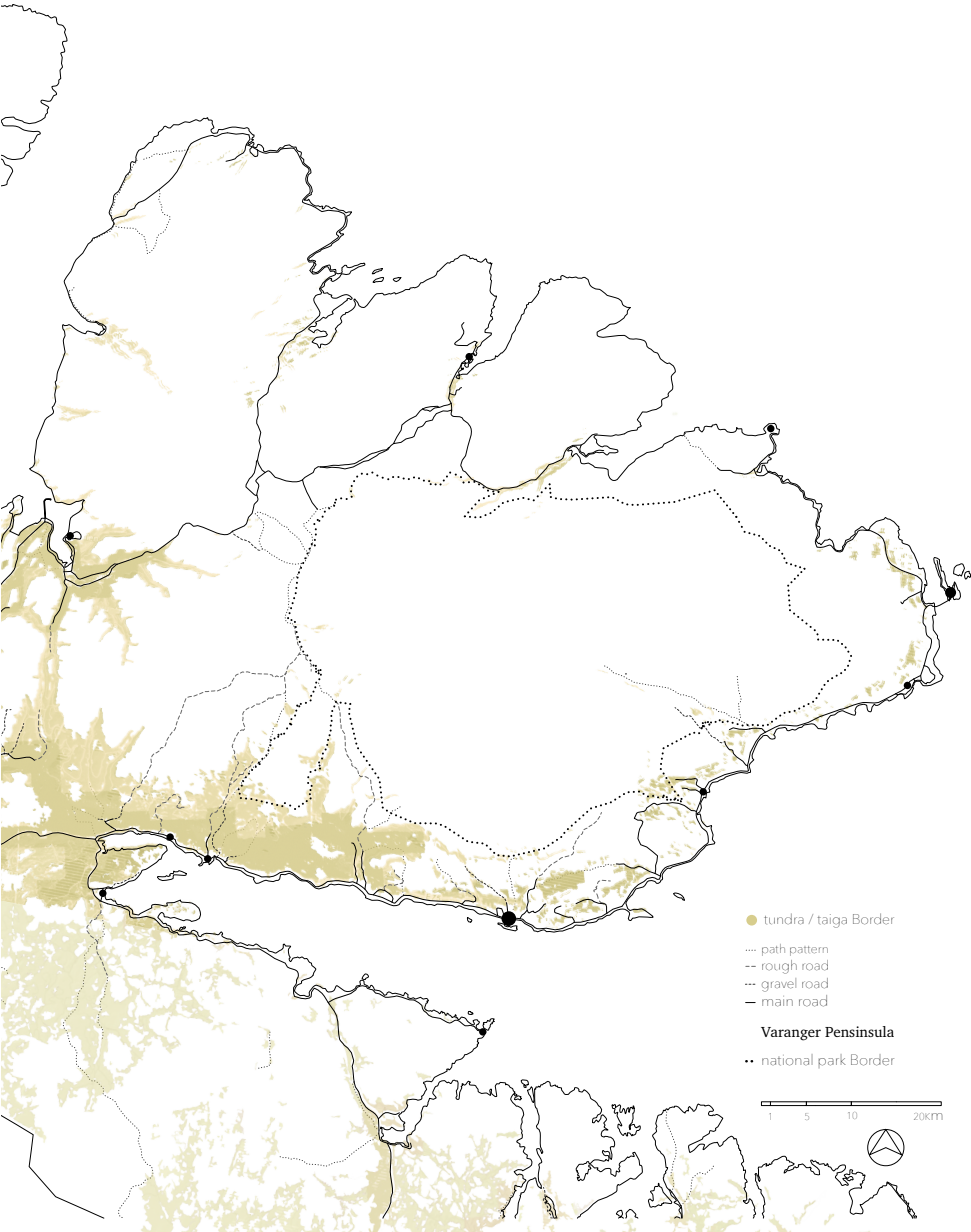 tundra / taiga Border
path pattern
rough road
gravel road
main road
Varanger Pensinsula
national park Border
1 5 10 20Km